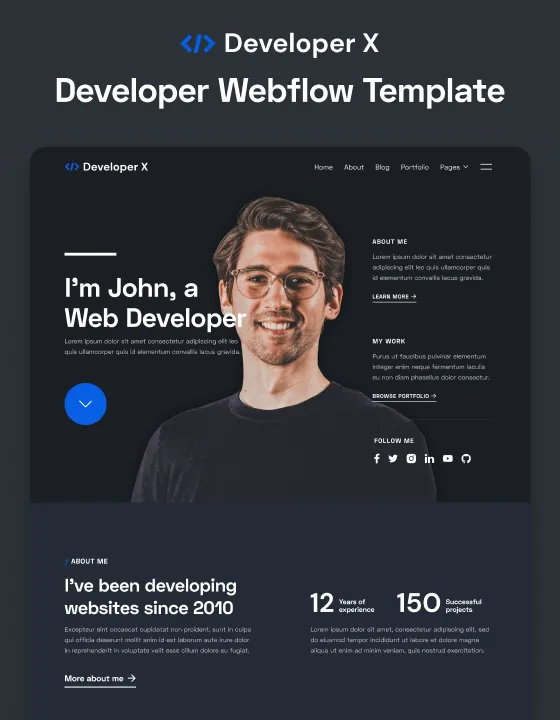 </> Developer X
Developer Webflow Template
</> Developer X
Home About Blog Portfolio Pages
I'm John, a
Web Developer
Lorem ipsum dolor sit amet consectetur adipiscing elit leo
quis ullamcorper quis id elementum convallis lacus gravida.
ABOUT ME
Lorem ipsum dolor sit amet consectetur
adipiscing elit leo quis ullamcorper quis
id elementum convallis lacus gravida.
LEARN MORE →
MY WORK
Purus ut faucibus pulvinar elementum
integer enim neque fermentum iaculis
eu non diam phasellus dolor consectur.
BROWSE PORTFOLIO →
FOLLOW ME
/ ABOUT ME
I've been developing
websites since 2010
Excepteur sint occaecat cupidatat non proident, sunt in culpa
qui officia deserunt mollit anim id est laborum aute irure dolor
in reprehenderit in voluptate velit esse cillum dolore eu fugiat.
More about me →
12 Years of
experience
150 Successful
projects
Lorem ipsum dolor sit amet, consectetur adipiscing elit, sed
do eiusmod tempor incididunt ut labore et dolore magna
aliqua ut enim ad minim veniam, quis nostrud exercitation.